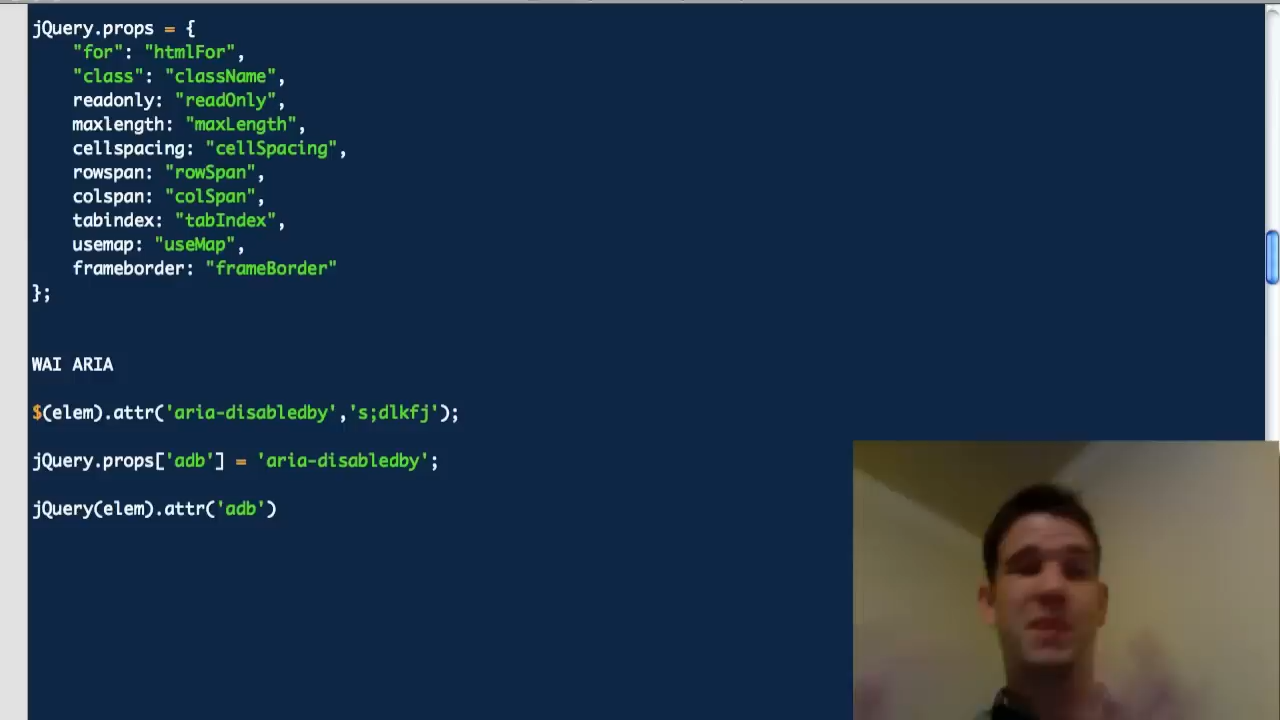 jQuery.props = {
"for": "htmlFor",
"class": "className",
readonly: "readOnly",
maxlength: "maxLength",
cellspacing: "cellSpacing",
rowspan: "rowSpan",
colspan: "colSpan",
tabindex: "tabIndex",
usemap: "useMap",
frameborder: "frameBorder"
};
WAI ARIA
$(elem).attr('aria-disabledby','s;dlkfj');
jQuery.props['adb'] = 'aria-disabledby';
jQuery(elem).attr('adb')